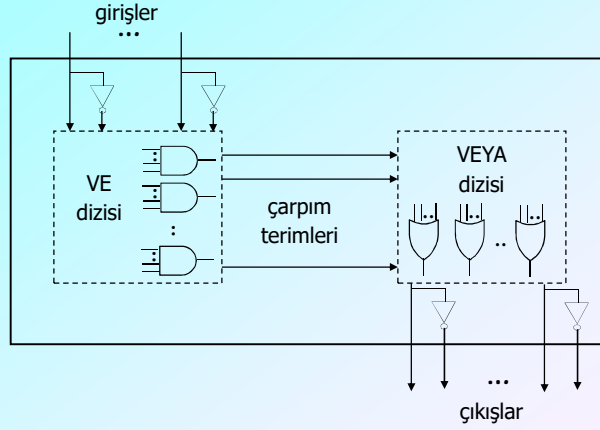 girişler
...
VE
dizisi
:
çarpım
terimleri
VEYA
dizisi
..
...
çıkışlar